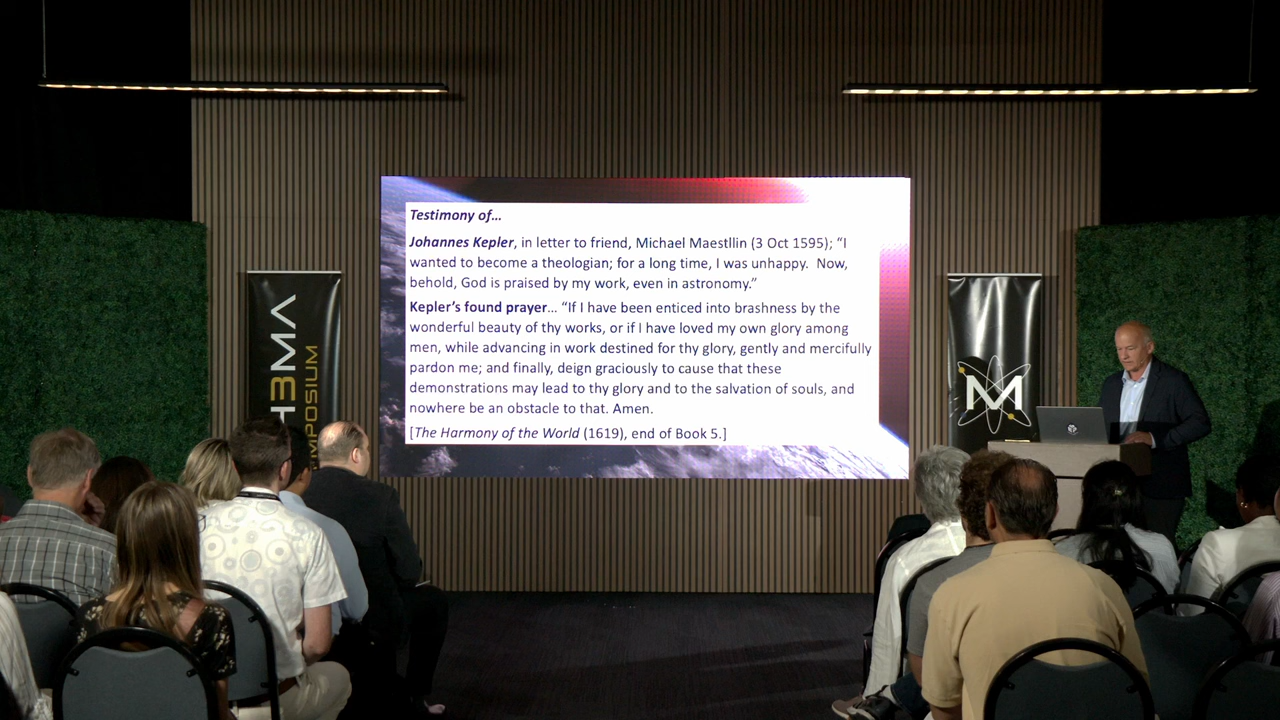 Testimony of...
Johannes Kepler, in letter to friend, Michael Maestllin (3 Oct 1595); “I
wanted to become a theologian; for a long time, I was unhappy. Now,
behold, God is praised by my work, even in astronomy.”
Kepler’s found prayer... “If I have been enticed into brashness by the
wonderful beauty of thy works, or if I have loved my own glory among
men, while advancing in work destined for thy glory, gently and mercifully
pardon me; and finally, deign graciously to cause that these
demonstrations may lead to thy glory and to the salvation of souls, and
nowhere be an obstacle to that. Amen.
[The Harmony of the World (1619), end of Book 5.]
M